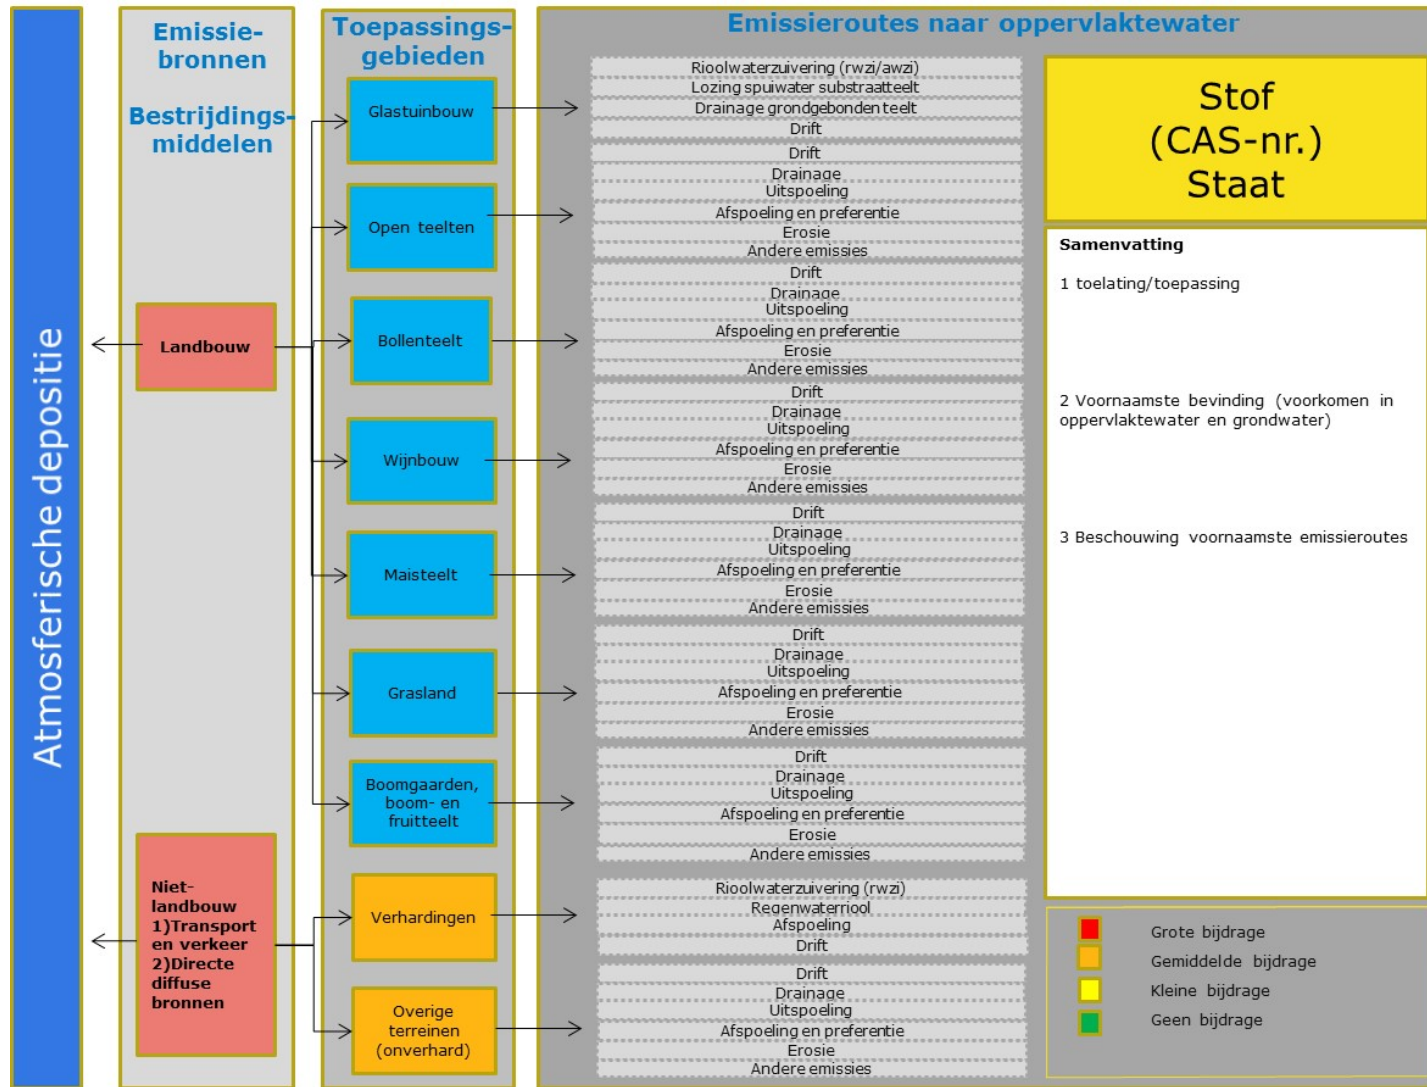 Atmosferische depositie
Emissie-
bronnen
Bestrijdings-
middelen
Landbouw
Niet-
landbouw
1)Transport
en verkeer
2)Directe
diffuse
bronnen
Toepassings-
gebieden
Glastuinbouw
Open teelten
Bollenteelt
Wijnbouw
Maisteelt
Grasland
Boomgaarden,
boom- en
fruitteelt
Verhardingen
Overige
terreinen
(onverhard)
Emissieroutes naar oppervlaktewater
Rioolwaterzuivering (rwzi/awzi)
Lozing spuiwater substraatteelt
Drainage grondgebonden teelt
Drift
Drift
Drainage
Uitspoeling
Afspoeling en preferentie
Erosie
Andere emissies
Drift
Drainage
Uitspoeling
Afspoeling en preferentie
Erosie
Andere emissies
Drift
Drainage
Uitspoeling
Afspoeling en preferentie
Erosie
Andere emissies
Drift
Drainage
Uitspoeling
Afspoeling en preferentie
Erosie
Andere emissies
Drift
Drainage
Uitspoeling
Afspoeling en preferentie
Erosie
Andere emissies
Drift
Drainage
Uitspoeling
Afspoeling en preferentie
Erosie
Andere emissies
Rioolwaterzuivering (rwzi)
Regenwaterriool
Afspoeling
Drift
Drift
Drainage
Uitspoeling
Afspoeling en preferentie
Erosie
Andere emissies
Stof
(CAS-nr.)
Staat
Samenvatting
1 toelating/toepassing
2 Voornaamste bevinding (voorkomen in
oppervlaktewater en grondwater)
3 Beschouwing voornaamste emissieroutes
Grote bijdrage
Gemiddelde bijdrage
Kleine bijdrage
Geen bijdrage